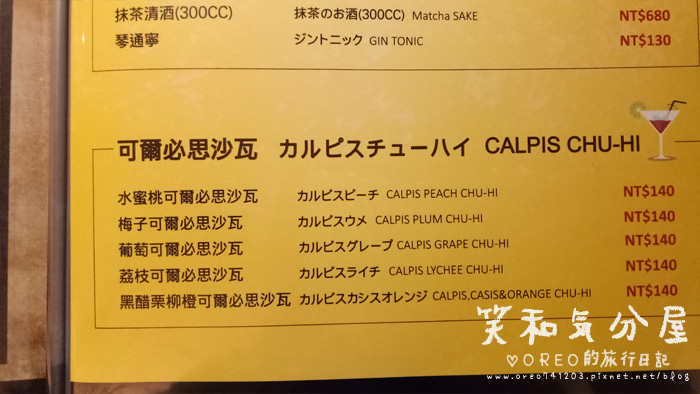 抹茶清酒(300CC) 抹茶のお酒(300CC) Matcha SAKE NT$680
琴通寧 ジントニック GIN TONIC NT$130
可爾必思沙瓦 カルピスチューハイ CALPIS CHU-HI
水蜜桃可爾必思沙瓦 カルピスピーチ CALPIS PEACH CHU-HI NT$140
梅子可爾必思沙瓦 カルピスウメ CALPIS PLUM CHU-HI NT$140
葡萄可爾必思沙瓦 カルピスグレープ CALPIS GRAPE CHU-HI NT$140
荔枝可爾必思沙瓦 カルピスライチ CALPIS LYCHEE CHU-HI NT$140
黑醋栗柳橙可爾必思沙瓦 カルピスカシスオレンジ CALPIS,CASIS&ORANGE CHU-HI NT$140
笑和気分屋
♡OREO的旅行日記
www.oreo741203.pixnet.net/blog